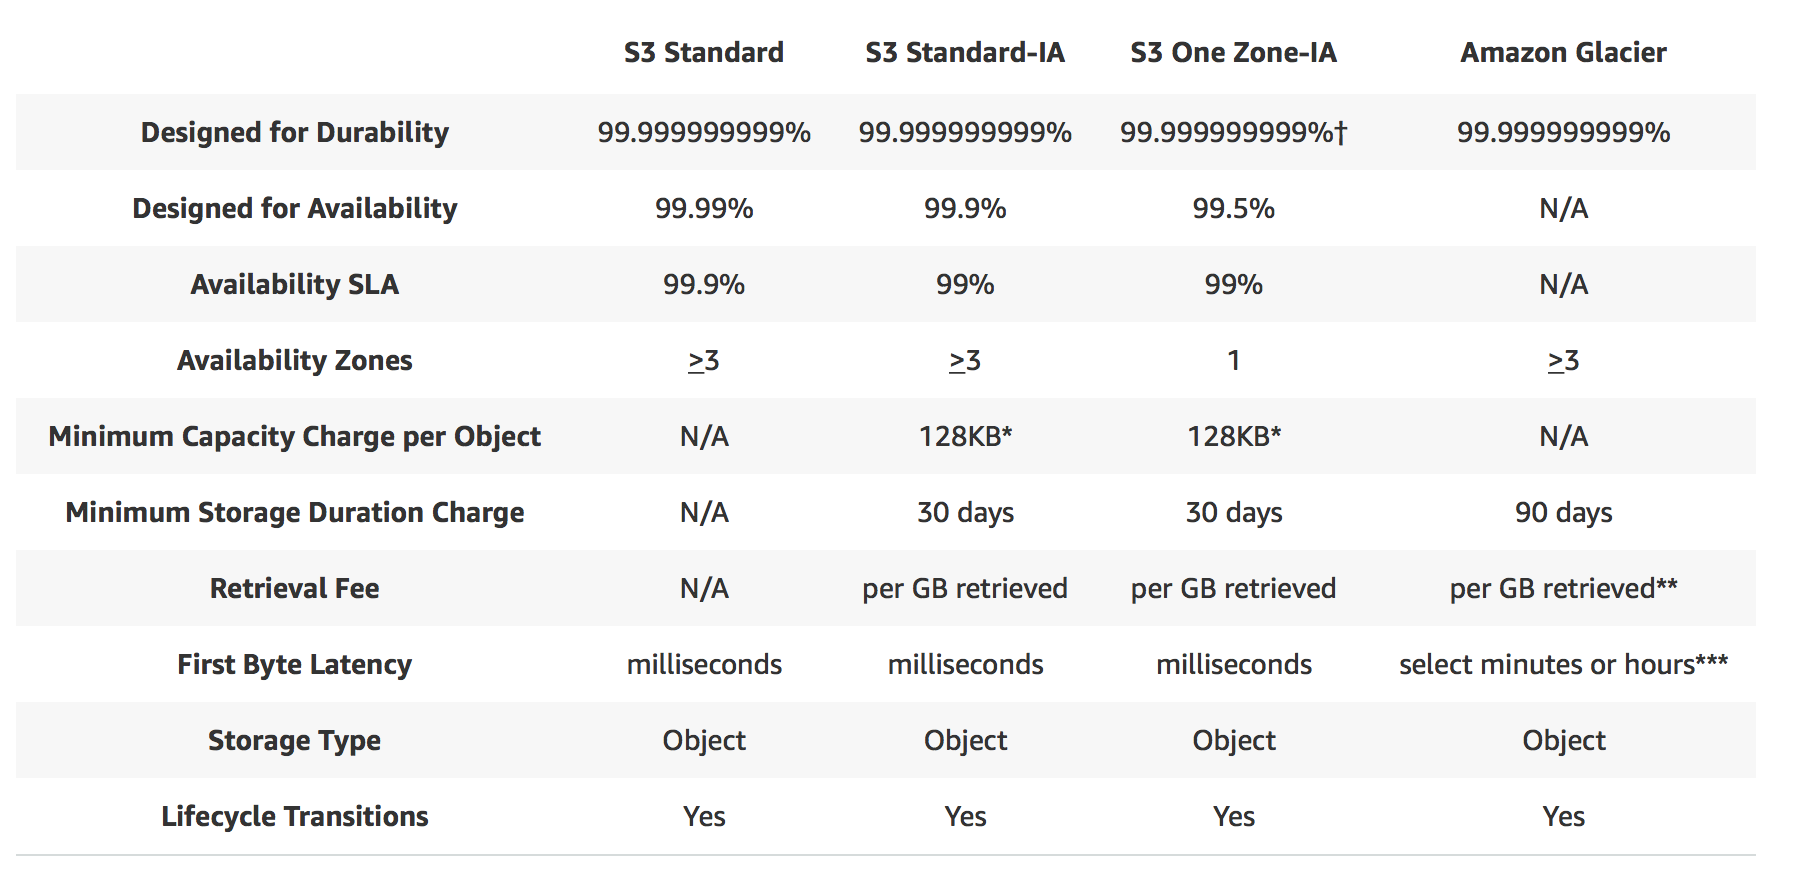 S3 Standard S3 Standard-IA S3 One Zone-IA Amazon Glacier
Designed for Durability 99.999999999% 99.999999999% 99.999999999%† 99.999999999%
Designed for Availability 99.99% 99.9% 99.5% N/A
Availability SLA 99.9% 99% 99% N/A
Availability Zones ≥3 ≥3 1 ≥3
Minimum Capacity Charge per Object N/A 128KB* 128KB* N/A
Minimum Storage Duration Charge N/A 30 days 30 days 90 days
Retrieval Fee N/A per GB retrieved per GB retrieved per GB retrieved**
First Byte Latency milliseconds milliseconds milliseconds select minutes or hours***
Storage Type Object Object Object Object
Lifecycle Transitions Yes Yes Yes Yes